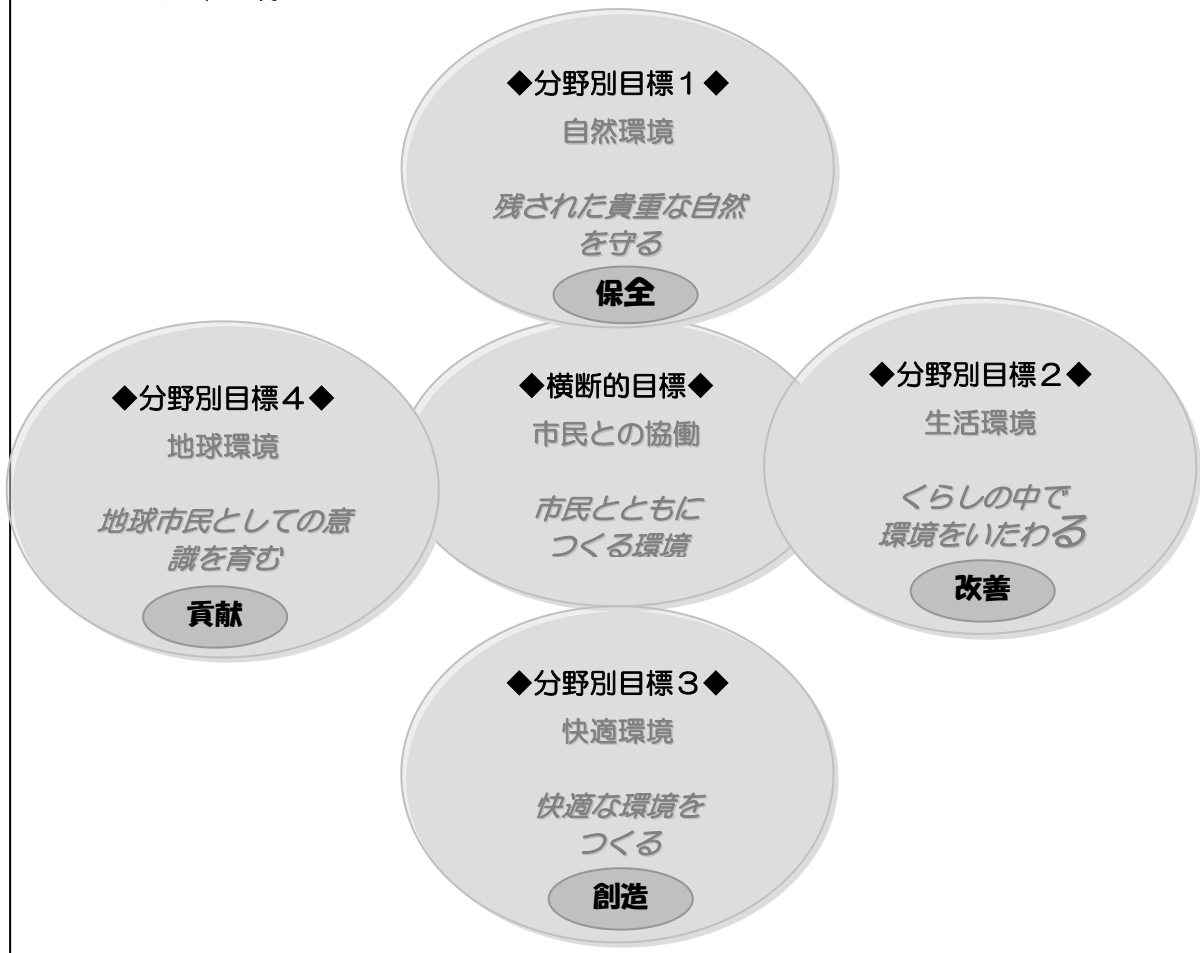 ◆分野別目標１◆
自然環境
残された貴重な自然
を守る
保全
◆分野別目標４◆
地球環境
地球市民としての意
識を育む
貢献
◆横断的目標◆
市民との協働
市民とともに
つくる環境
◆分野別目標２◆
生活環境
くらしの中で
環境をいたわる
改善
◆分野別目標３◆
快適環境
快適な環境を
つくる
創造